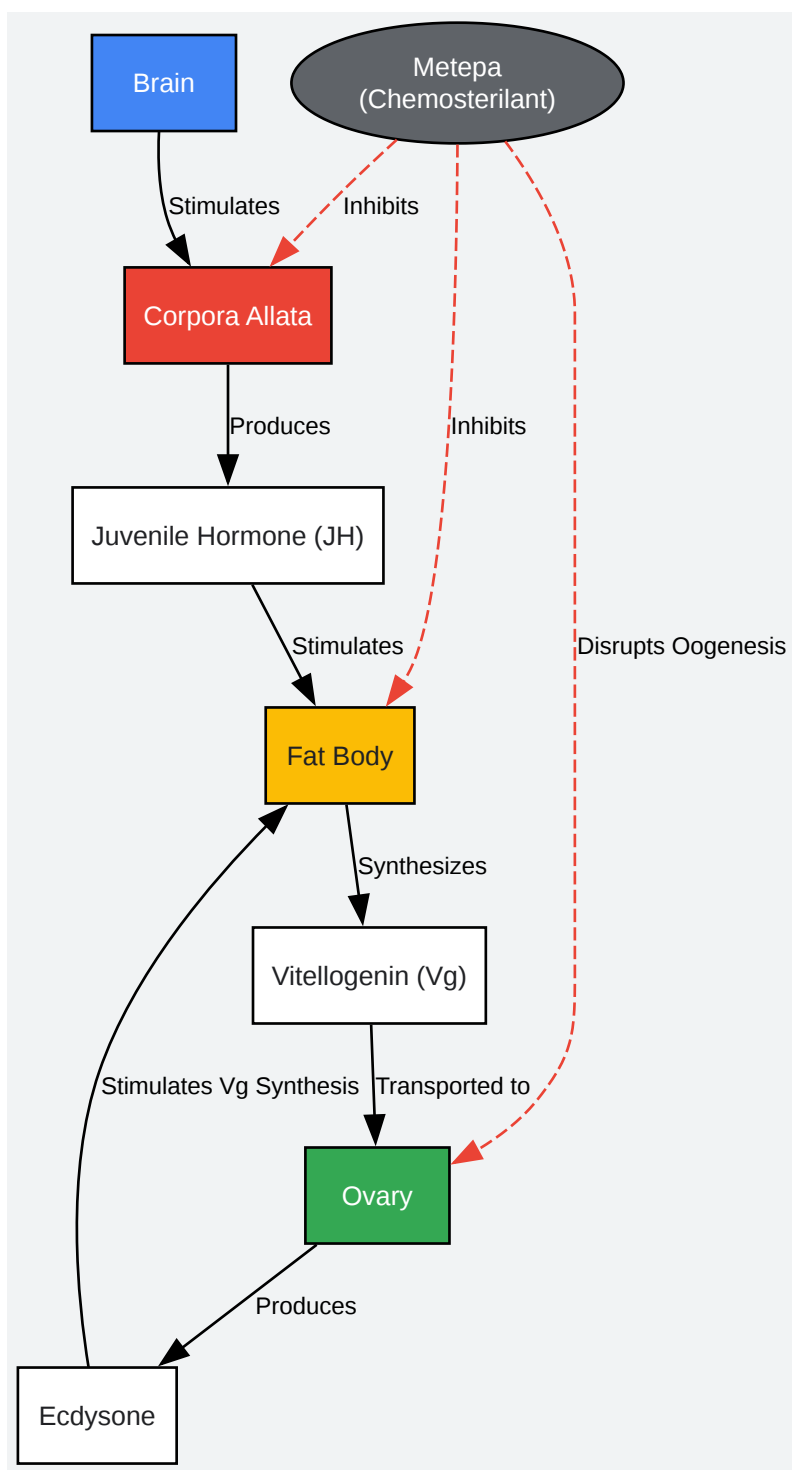 Brain
Metepa
(Chemosterilant)
Stimulates
Inhibits
Corpora Allata
Produces
Inhibits
Juvenile Hormone (JH)
Stimulates
Disrupts Oogenesis
Fat Body
Synthesizes
Vitellogenin (Vg)
Stimulates Vg Synthesis
Transported to
Ovary
Produces
Ecdysone